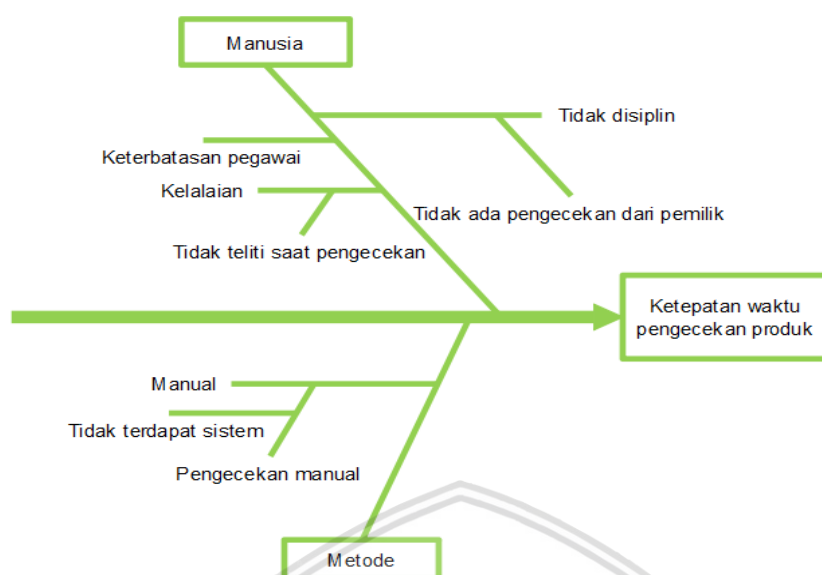 Manusia
Tidak disiplin
Keterbatasan pegawai
Kelalaian
Tidak ada pengecekan dari pemilik
Tidak teliti saat pengecekan
Ketepatan waktu
pengecekan produk
Manual
Tidak terdapat sistem
Pengecekan manual
Metode